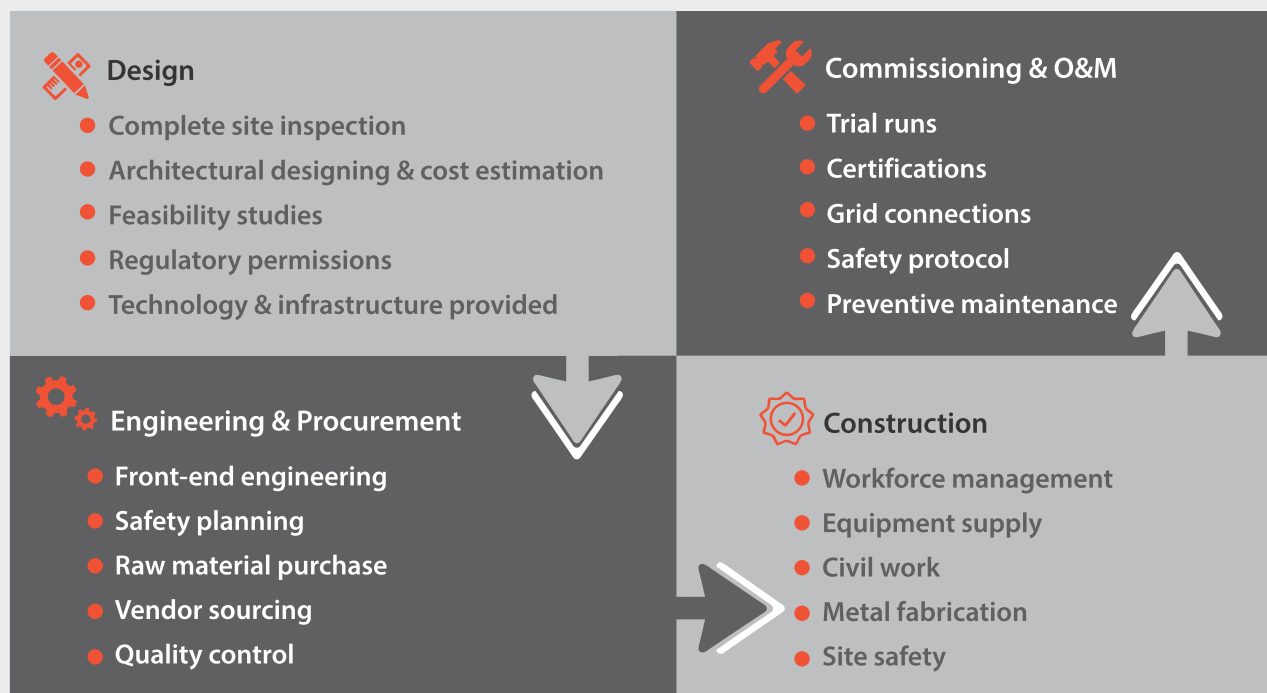 Design
Complete site inspection
Architectural designing & cost estimation
Feasibility studies
Regulatory permissions
Technology & infrastructure provided
Engineering & Procurement
Front-end engineering
Safety planning
Raw material purchase
Vendor sourcing
Quality control
Construction
Workforce management
Equipment supply
Civil work
Metal fabrication
Site safety
Commissioning & O&M
Trial runs
Certifications
Grid connections
Safety protocol
Preventive maintenance